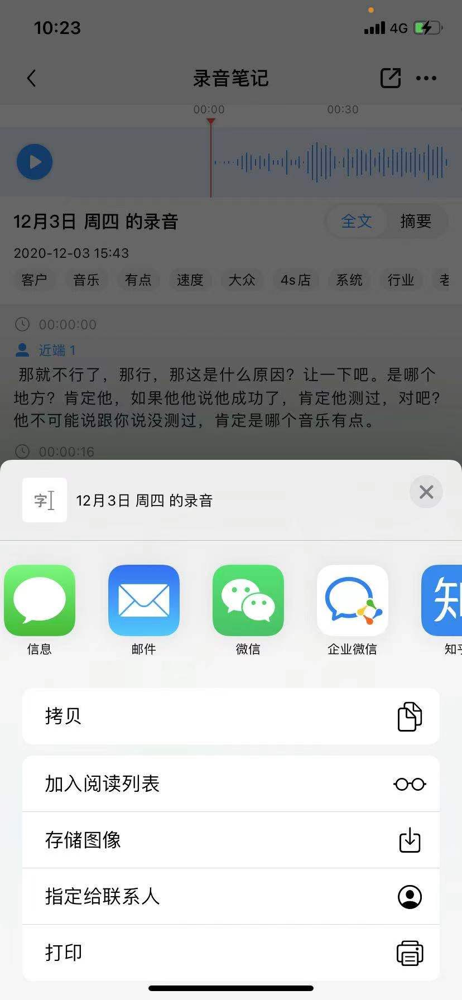 10:23
4G
录音笔记
00:00 00:30
12月3日 周四 的录音
全文 摘要
2020-12-03 15:43
客户 音乐 有点 速度 大众 4s店 系统 行业 老
00:00:00
近端 1
那就不行了，那行，那这是什么原因？让一下吧。是哪个
地方？肯定他，如果他他说他成功了，肯定他测过，对吧？
他不可能说跟你说没测过，肯定是哪个音乐有点。
00:00:16
字
12月3日 周四 的录音
知
信息 邮件 微信 企业微信 知乎
拷贝
加入阅读列表
存储图像
指定给联系人
打印